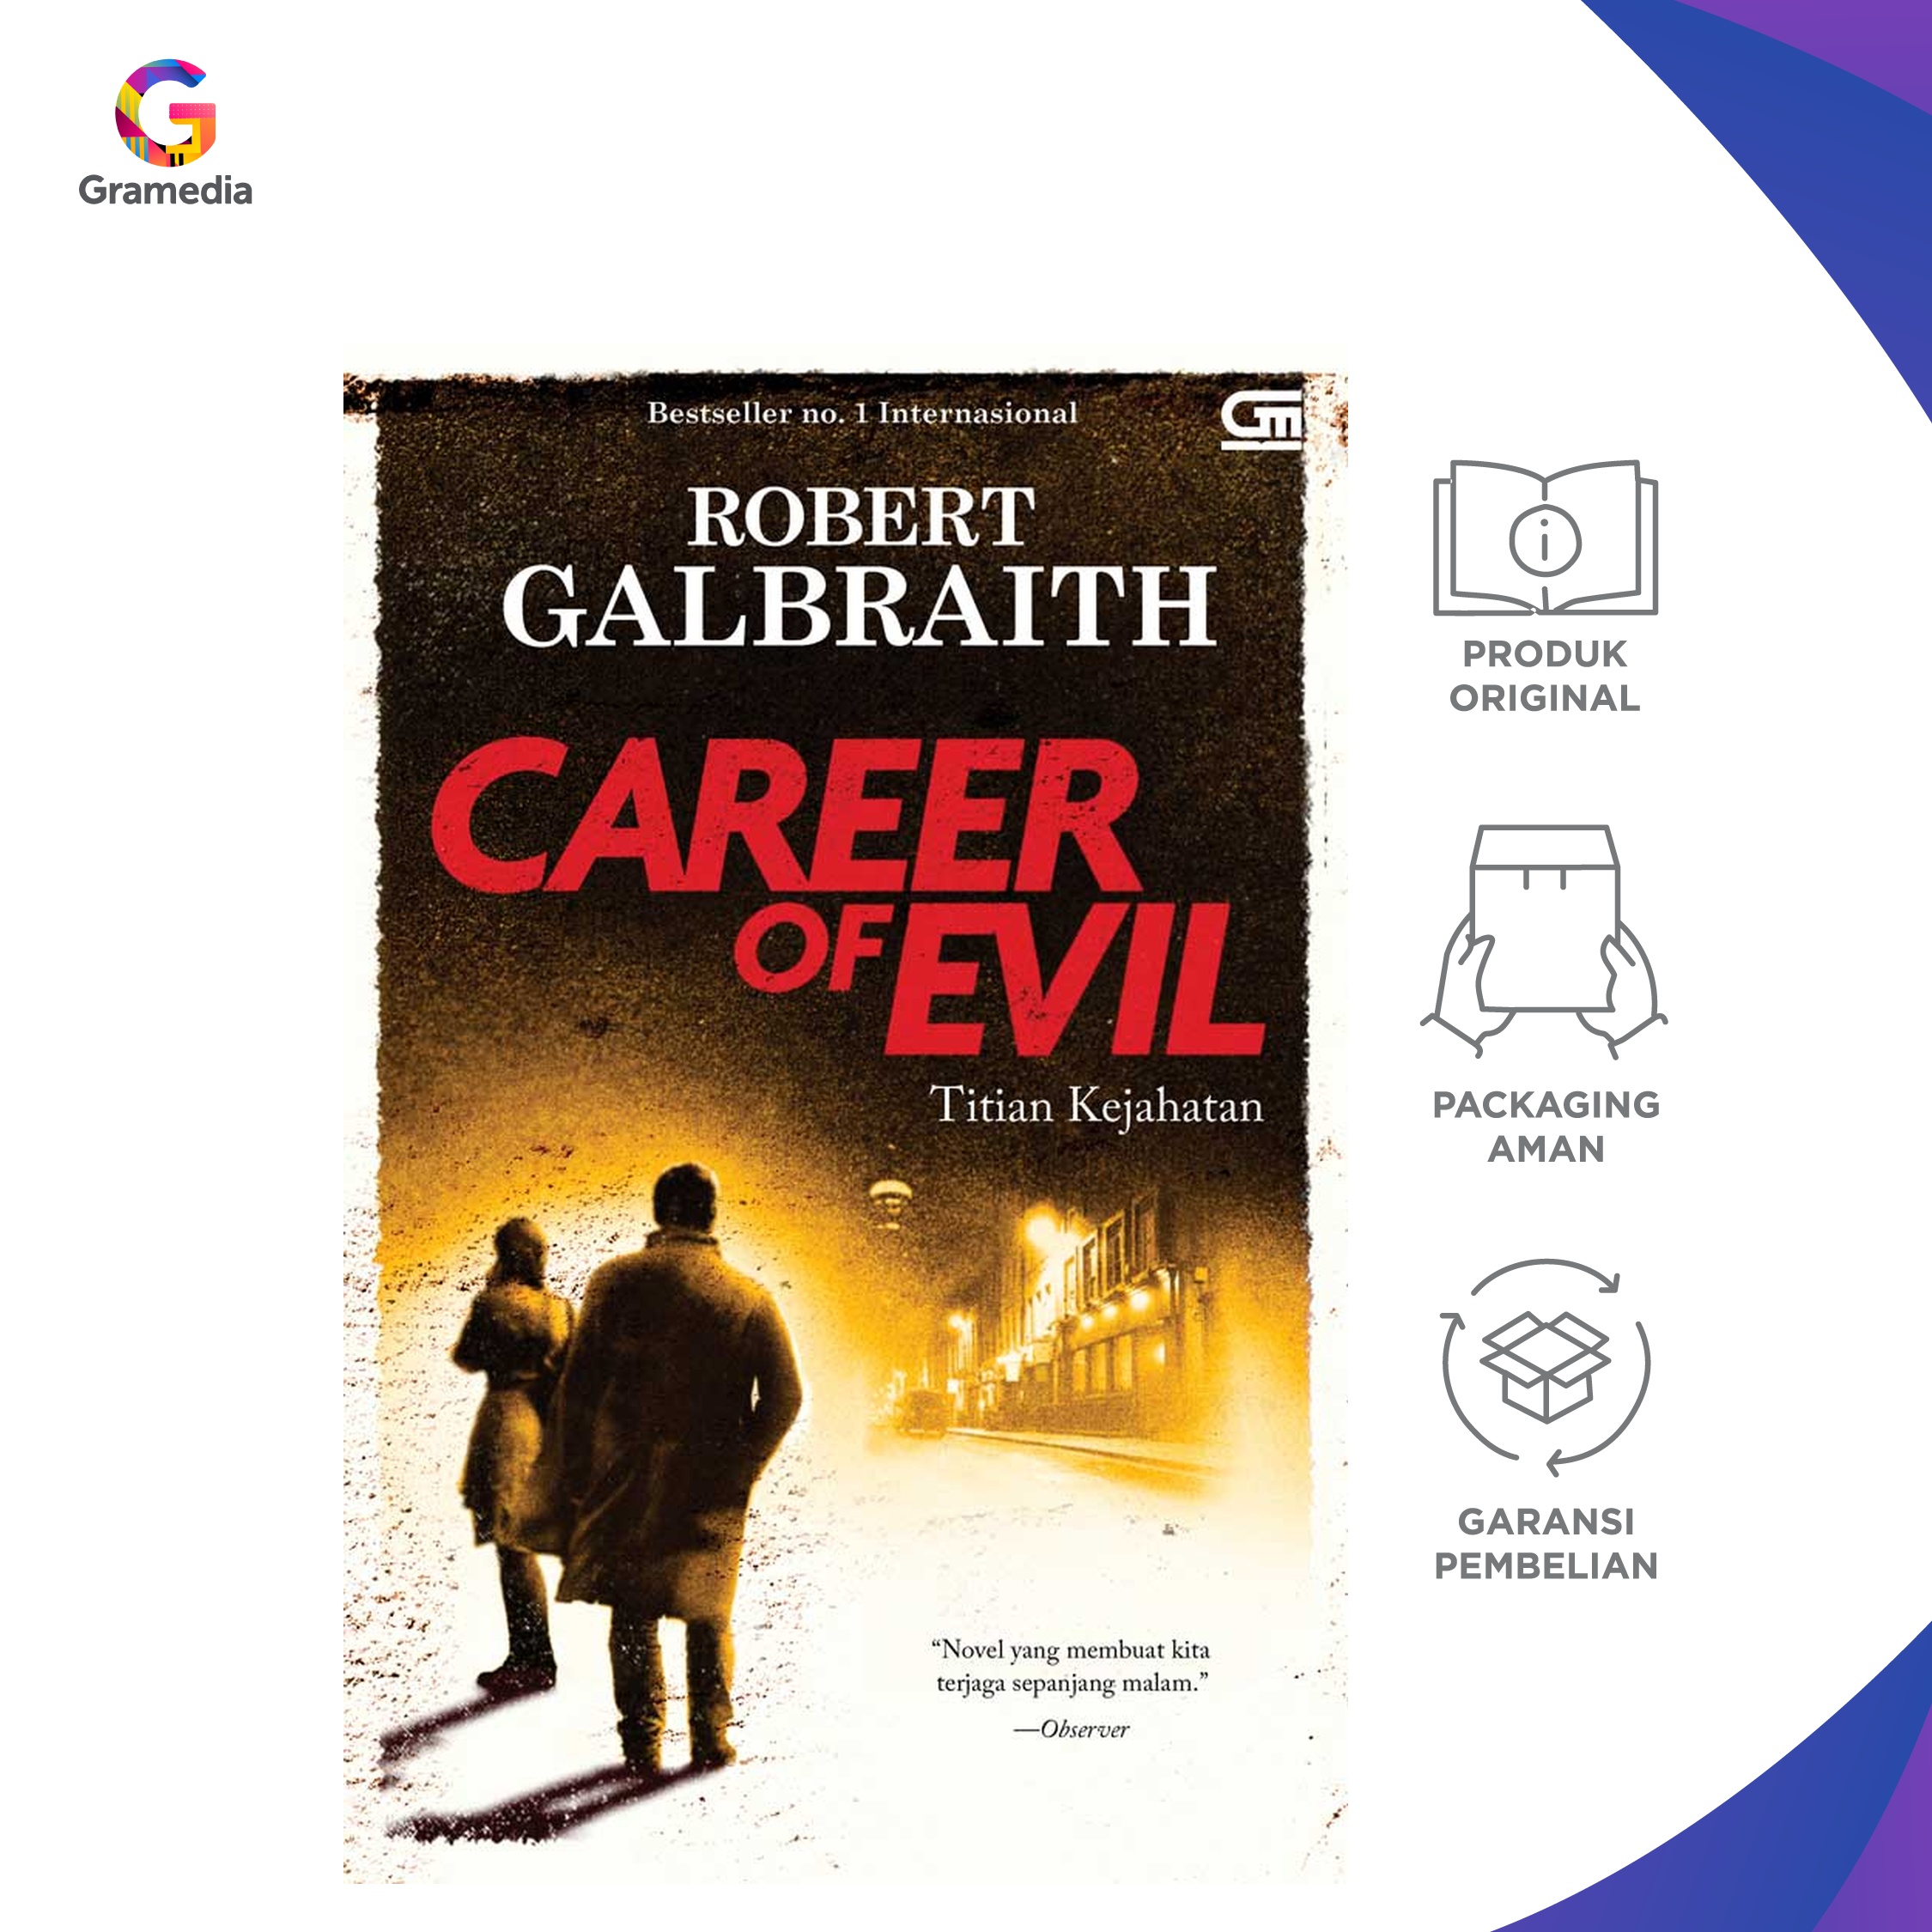 Gramedia
Bestseller no. 1 Internasional
GM
ROBERT
GALBRAITH
CAREER
OF EVIL
Titian Kejahatan
“Novel yang membuat kita
terjaga sepanjang malam.”
—Observer
PRODUK
ORIGINAL
PACKAGING
AMAN
GARANSI
PEMBELIAN